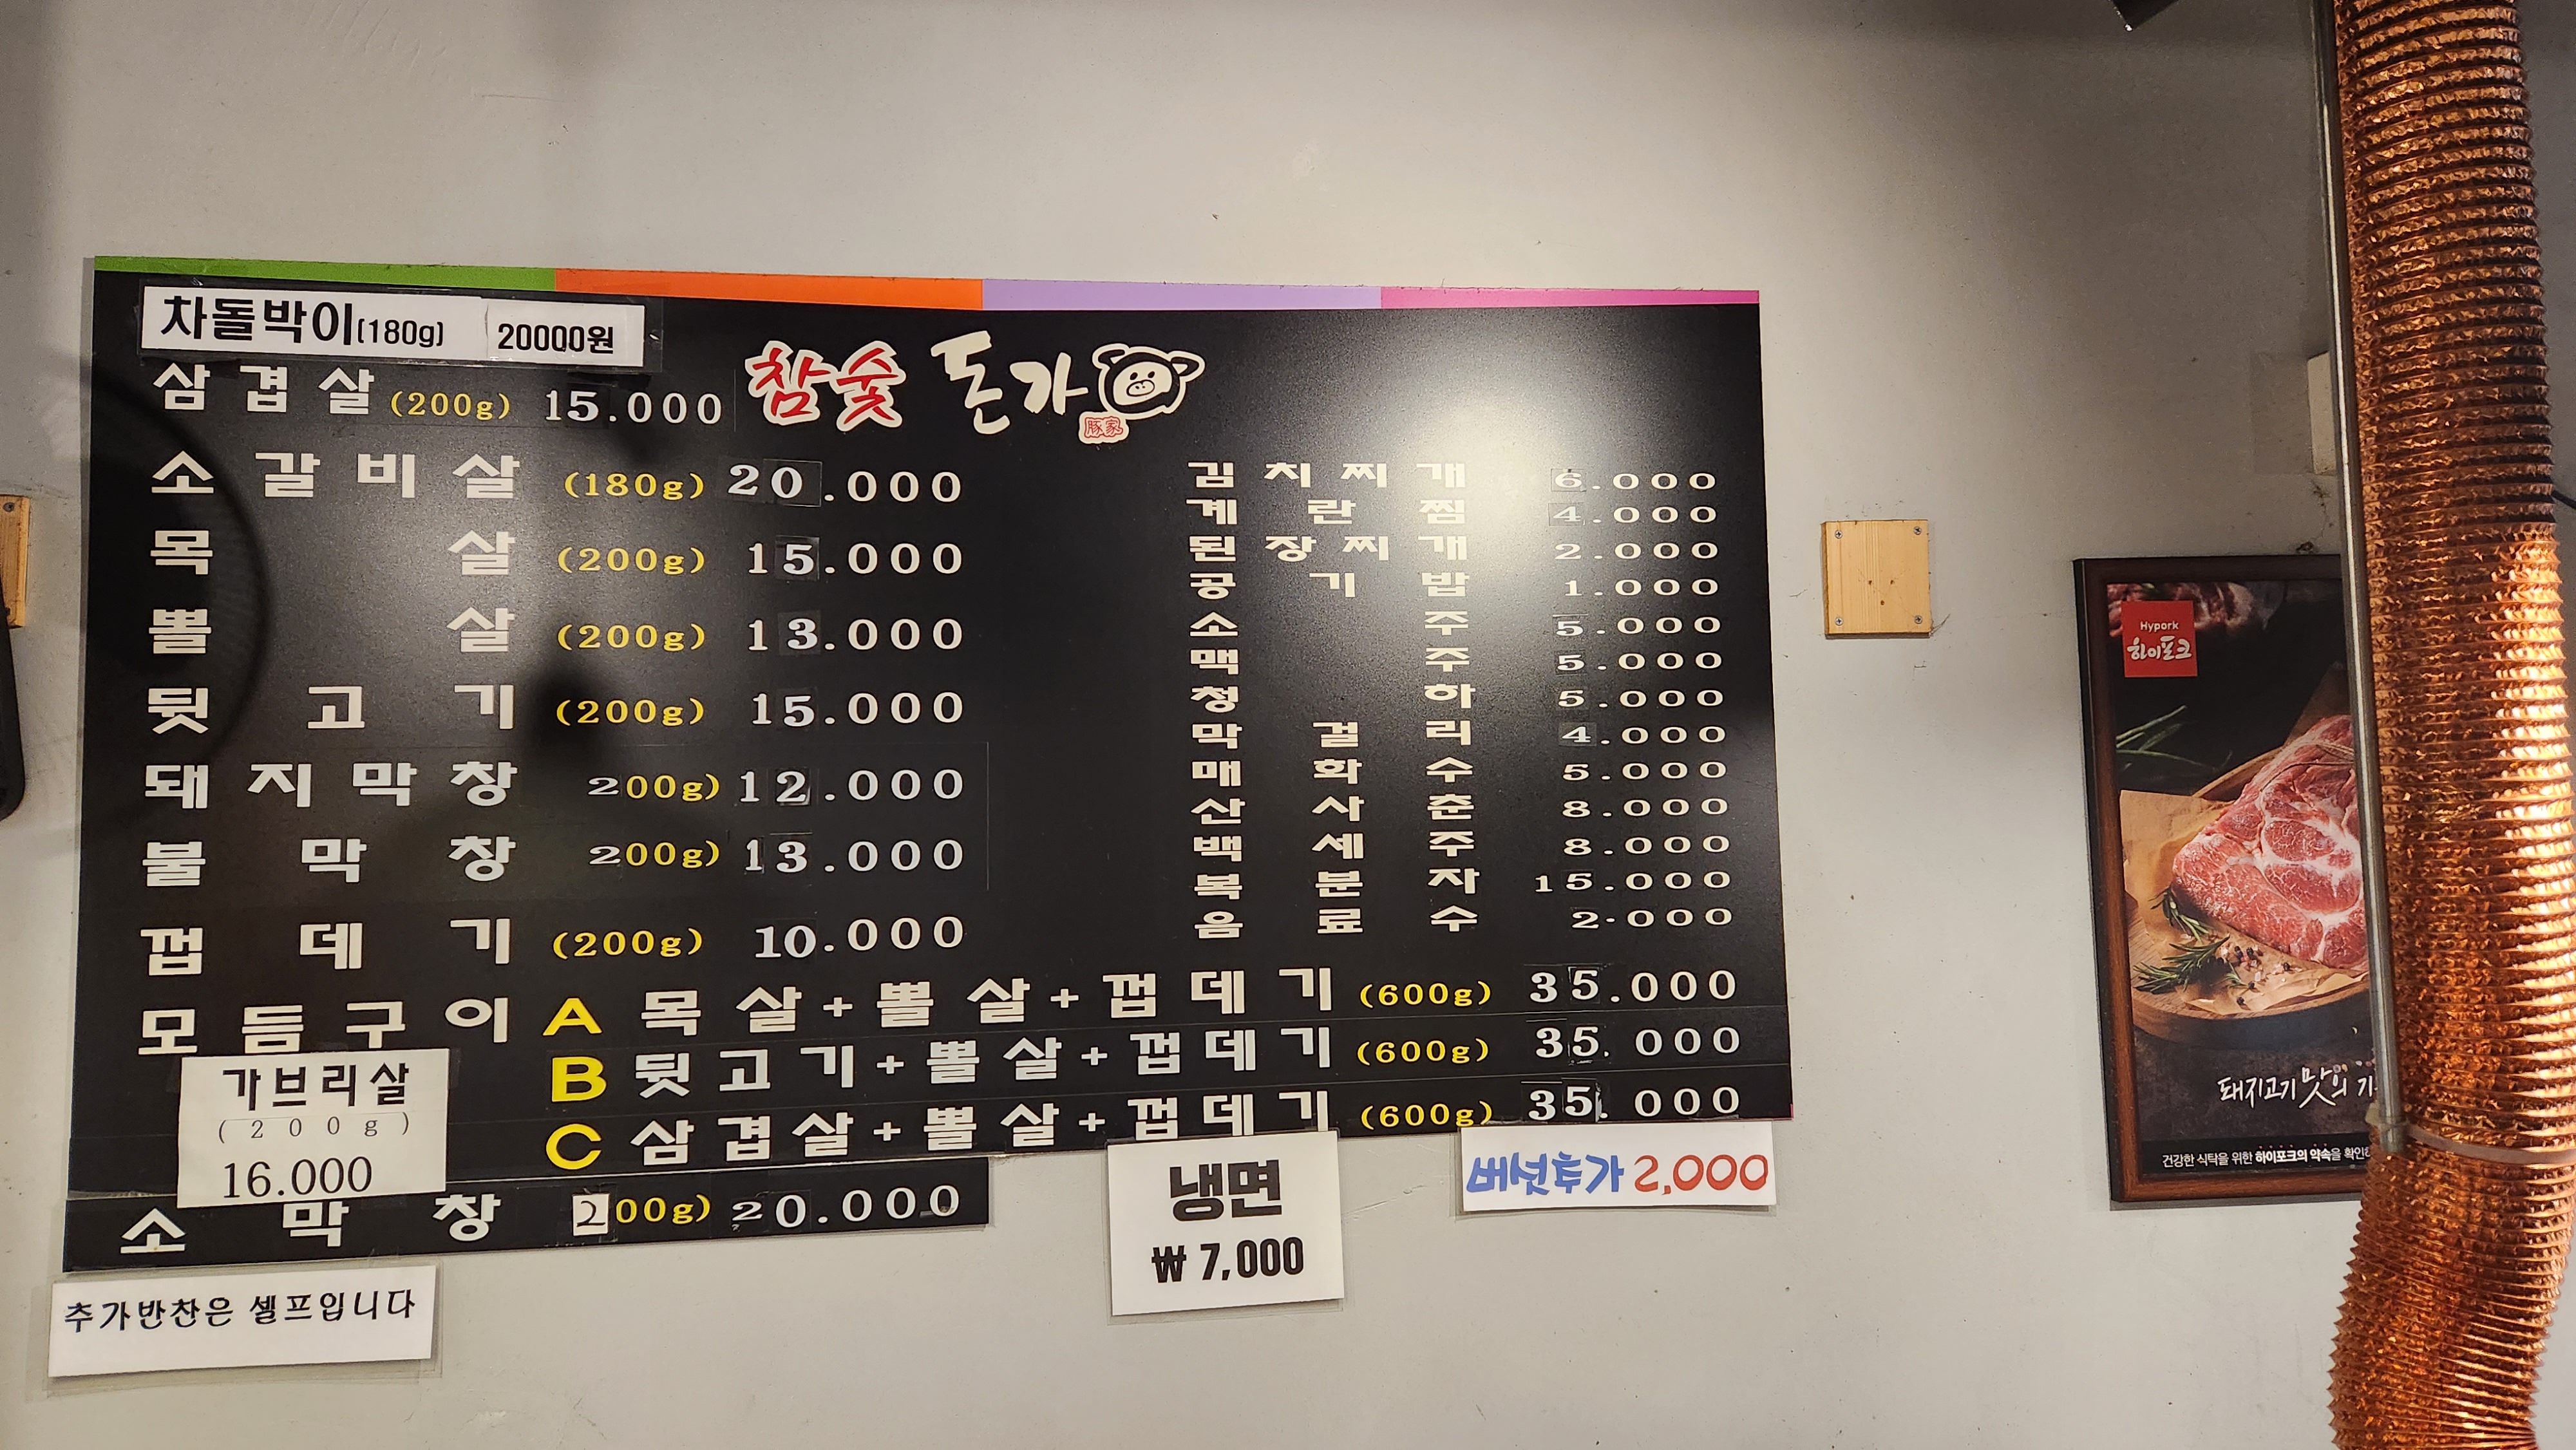 차돌박이(180g) 20000원
참숯 돈가
豚家
삼겹살 (200g) 15.000
소갈비살 (180g) 20.000
목살 (200g) 15.000
뽈살 (200g) 13.000
뒷고기 (200g) 15.000
돼지막창 200g) 12.000
불막창 200g) 13.000
껍데기 (200g) 10.000
김치찌개 6.000
계란찜 4.000
된장찌개 2.000
공기밥 1.000
소주 5.000
맥주 5.000
청하 5.000
막걸리 4.000
매화수 5.000
산사춘 8.000
백세주 8.000
복분자 15.000
음료수 2.000
모듬구이 A 목살+뽈살+껍데기 (600g) 35.000
B 뒷고기+뽈살+껍데기 (600g) 35.000
C 삼겹살+뽈살+껍데기 (600g) 35.000
가브리살
(200g)
16.000
소막창 200g) 20.000
냉면
₩ 7,000
버섯추가 2,000
추가반찬은 셀프입니다
Hypork
하이포크
돼지고기 맛의 기
건강한 식탁을 위한 하이포크의 약속을 확인